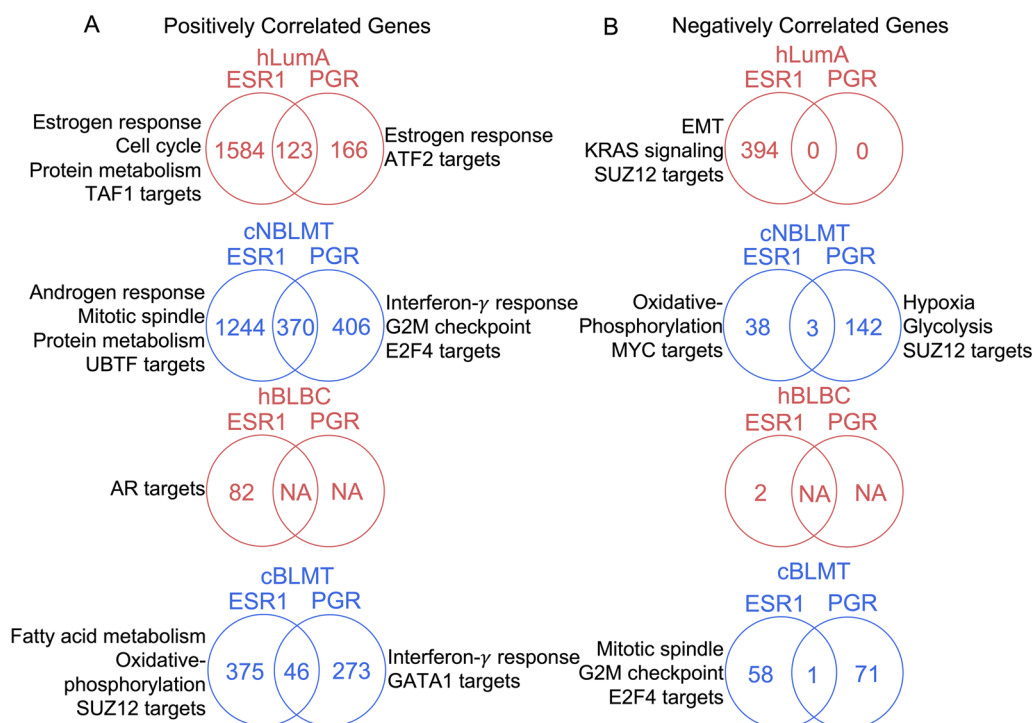 A Positively Correlated Genes
hLumA
ESR1 PGR
Estrogen response
Cell cycle
Protein metabolism
TAF1 targets
1584 123 166
Estrogen response
ATF2 targets
cNBLMT
ESR1 PGR
Androgen response
Mitotic spindle
Protein metabolism
UBTF targets
1244 370 406
Interferon-γ response
G2M checkpoint
E2F4 targets
hBLBC
ESR1 PGR
AR targets
82 NA NA
cBLMT
ESR1 PGR
Fatty acid metabolism
Oxidative-
phosphorylation
SUZ12 targets
375 46 273
Interferon-γ response
GATA1 targets
B Negatively Correlated Genes
hLumA
ESR1 PGR
EMT
KRAS signaling
SUZ12 targets
394 0 0
cNBLMT
ESR1 PGR
Oxidative-
Phosphorylation
MYC targets
38 3 142
Hypoxia
Glycolysis
SUZ12 targets
hBLBC
ESR1 PGR
2 NA NA
cBLMT
ESR1 PGR
Mitotic spindle
G2M checkpoint
E2F4 targets
58 1 71